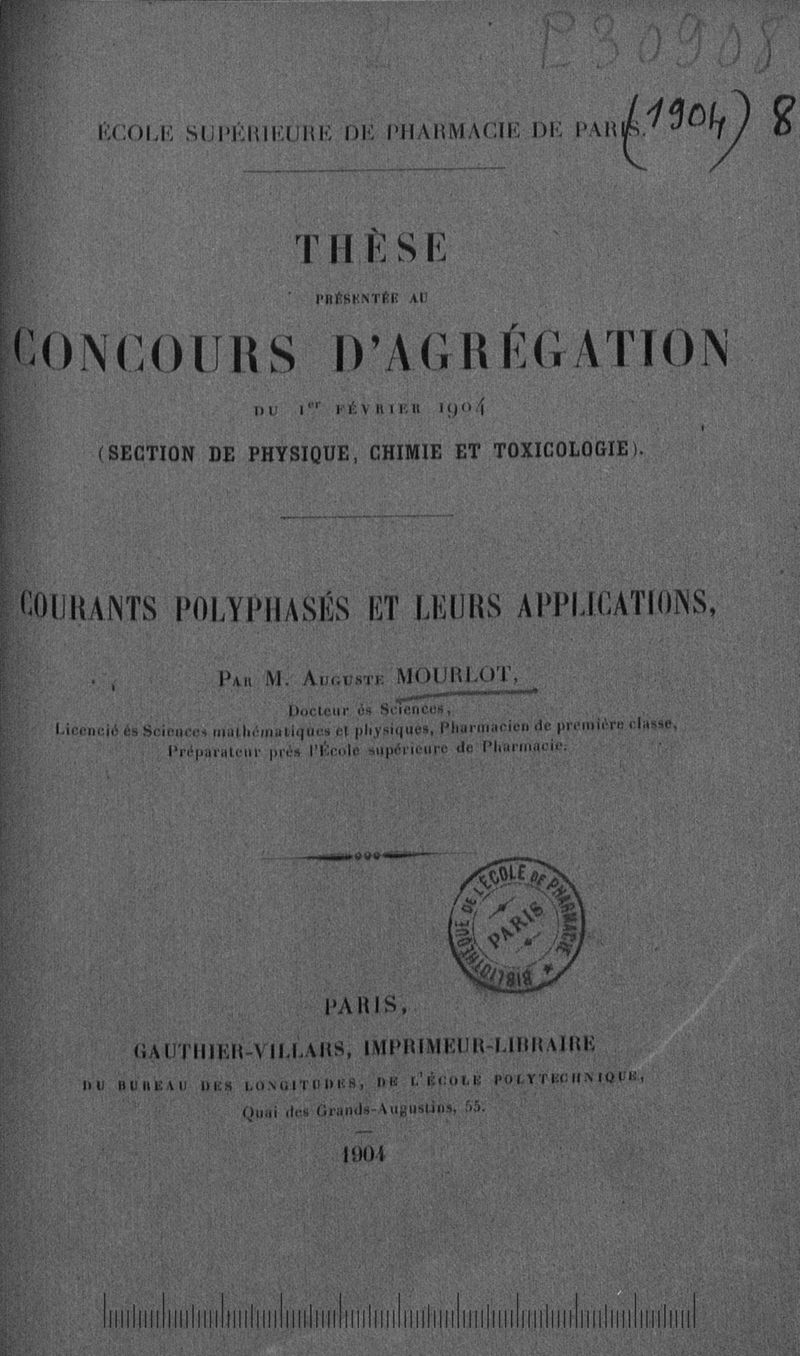 P30908
ÉCOLE SUPÉRIEURE DE PHARMACIE DE PARIS.
(1904) 8
THÈSE
PRÉSENTÉE AU
CONCOURS D'AGRÉGATION
DU 1er FÉVRIER 1904
(SECTION DE PHYSIQUE, CHIMIE ET TOXICOLOGIE).
COURANTS POLYPHASÉS ET LEURS APPLICATIONS,
PAR M. AUGUSTE MOURLOT,
Docteur ès Sciences,
Licencié ès Sciences mathématiques et physiques, Pharmacien de première classe,
Préparateur près l'École supérieure de Pharmacie.
BIBLIOTHÈQUE DE L'ÉCOLE DE PHARMACIE
PARIS
PARIS,
GAUTHIER-VILLARS, IMPRIMEUR-LIBRAIRE
DU BUREAU DES LONGITUDES, DE L'ÉCOLE POLYTECHNIQUE,
Quai des Grands-Augustins, 55.
1904